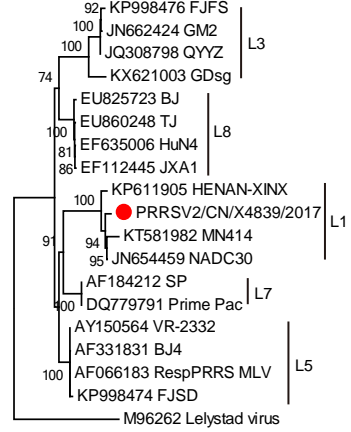 92 KP998476 FJFS
100 JN662424 GM2
JQ308798 QYYZ
L3
KX621003 GDsg
74
EU825723 BJ
EU860248 TJ
100
L8
81 EF635006 HuN4
86 EF112445 JXA1
100 KP611905 HENAN-XINX
PRRSV2/CN/X4839/2017
L1
91 94 KT581982 MN414
95 JN654459 NADC30
AF184212 SP
L7
100 DQ779791 Prime Pac
AY150564 VR-2332
AF331831 BJ4
L5
100 AF066183 RespPRRS MLV
KP998474 FJSD
M96262 Lelystad virus